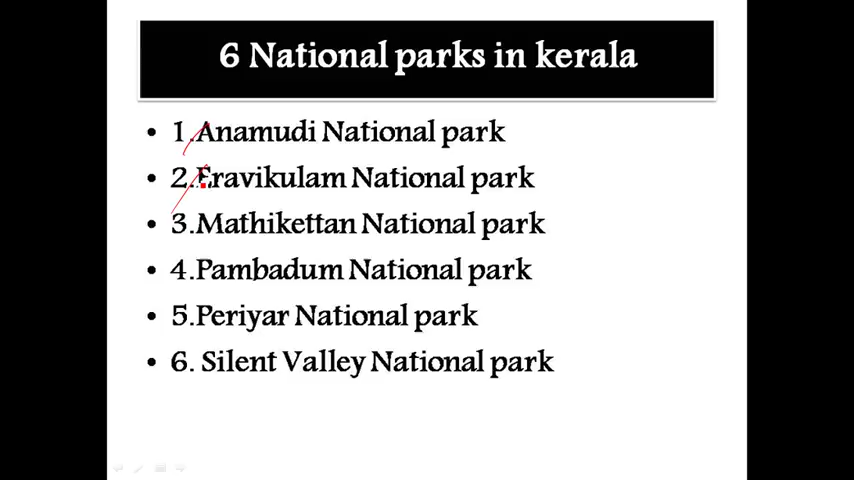 6 National parks in kerala
• 1.Anamudi National park
• 2.Eravikulam National park
• 3.Mathikettan National park
• 4.Pambadum National park
• 5.Periyar National park
• 6. Silent Valley National park